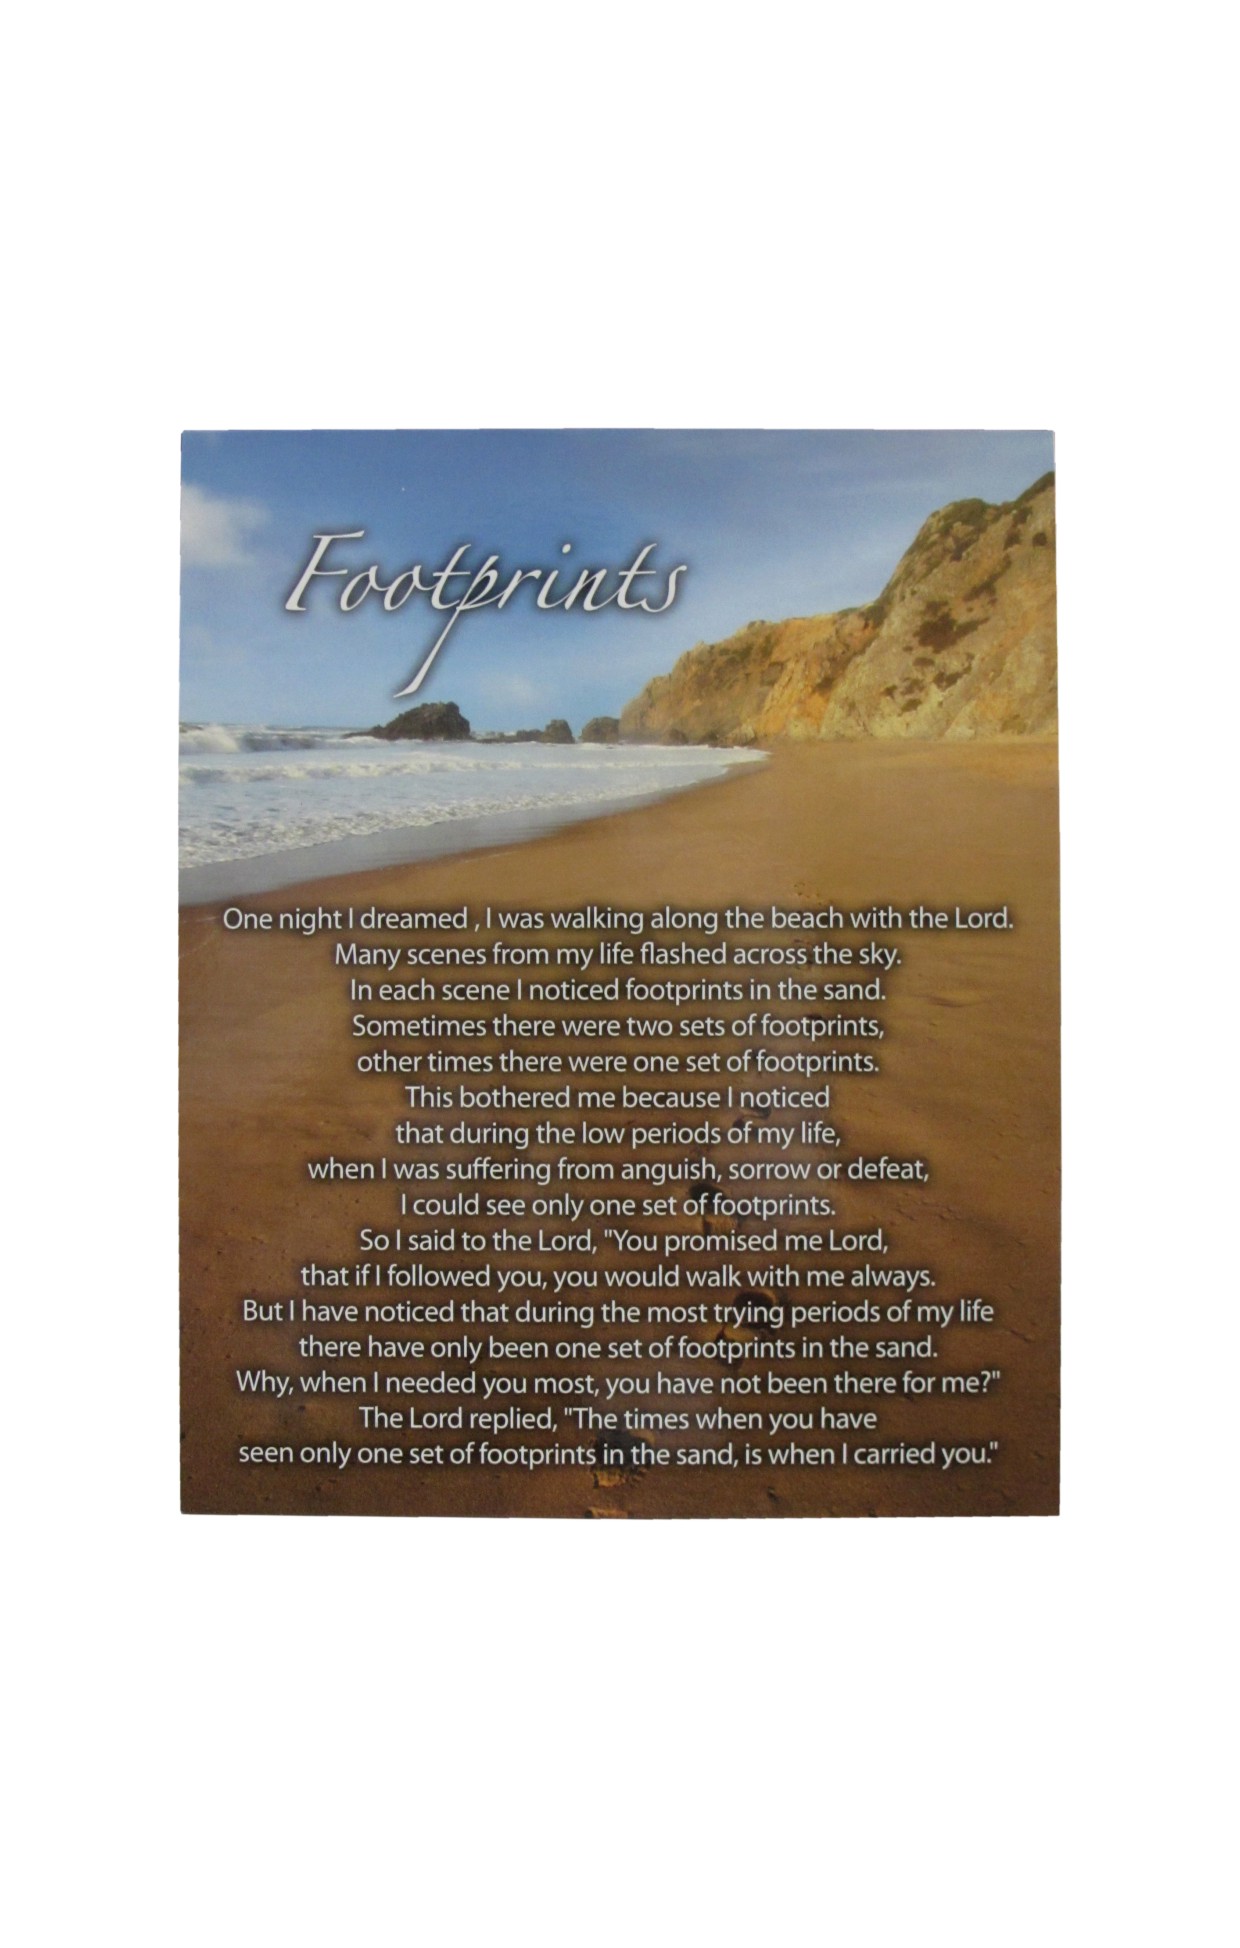 Footprints
One night I dreamed , I was walking along the beach with the Lord.
Many scenes from my life flashed across the sky.
In each scene I noticed footprints in the sand.
Sometimes there were two sets of footprints,
other times there were one set of footprints.
This bothered me because I noticed
that during the low periods of my life,
when I was suffering from anguish, sorrow or defeat,
I could see only one set of footprints.
So I said to the Lord, "You promised me Lord,
that if I followed you, you would walk with me always.
But I have noticed that during the most trying periods of my life
there have only been one set of footprints in the sand.
Why, when I needed you most, you have not been there for me?"
The Lord replied, "The times when you have
seen only one set of footprints in the sand, is when I carried you."